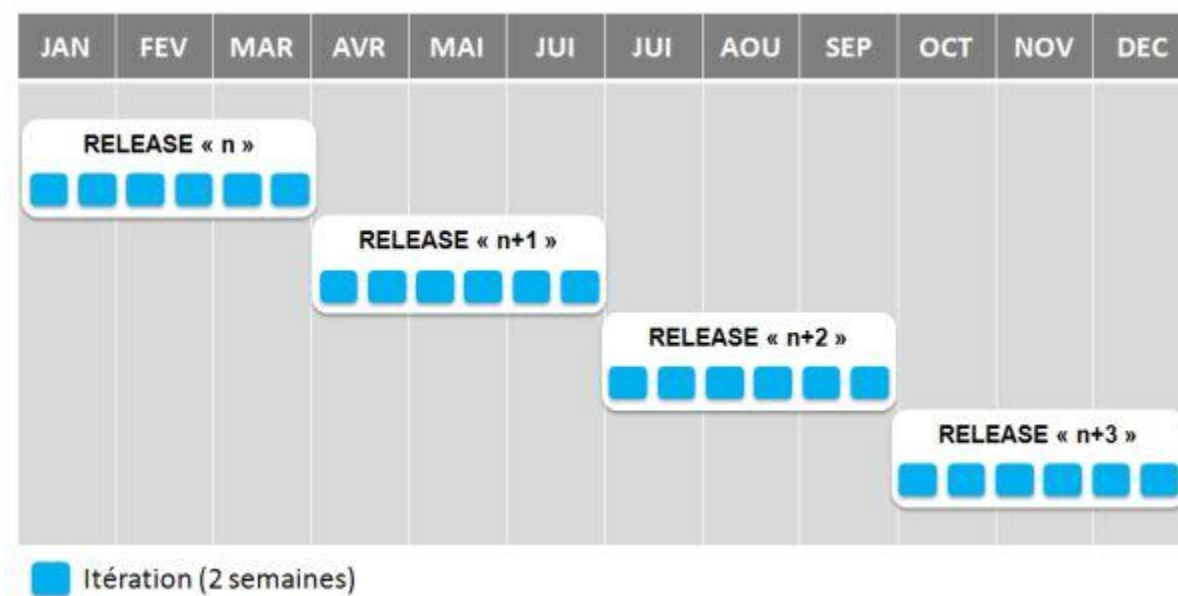 JAN FEV MAR AVR MAI JUI JUI AOU SEP OCT NOV DEC
RELEASE « n »
RELEASE « n+1 »
RELEASE « n+2 »
RELEASE « n+3 »
Itération (2 semaines)